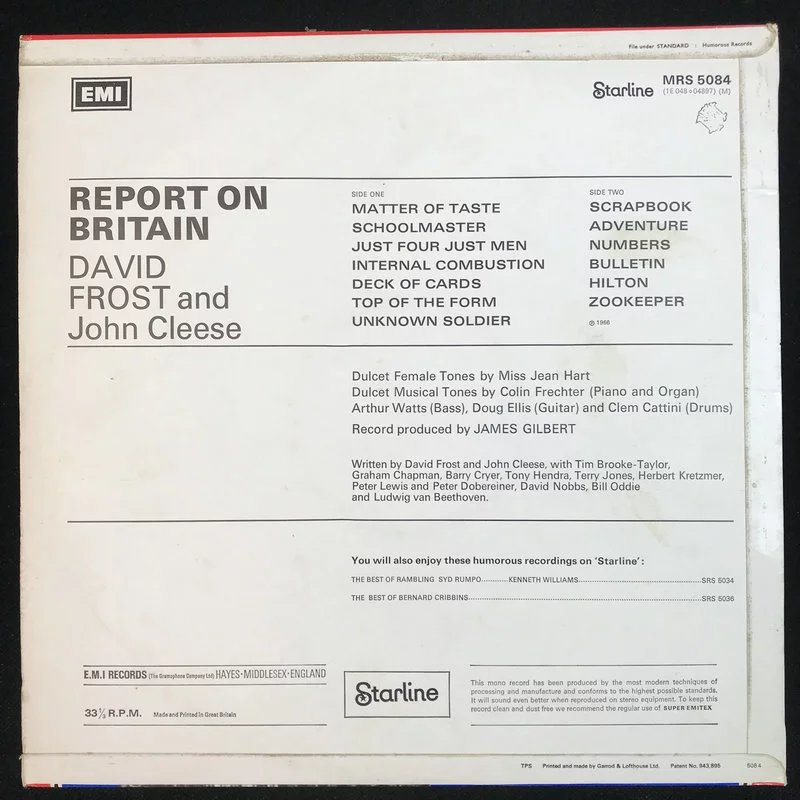 File under STANDARD : Humorous Records
EMI
Starline
MRS 5084
(1E 048 o 04897) (M)
REPORT ON
BRITAIN
DAVID
FROST and
John Cleese
SIDE ONE
MATTER OF TASTE
SCHOOLMASTER
JUST FOUR JUST MEN
INTERNAL COMBUSTION
DECK OF CARDS
TOP OF THE FORM
UNKNOWN SOLDIER
SIDE TWO
SCRAPBOOK
ADVENTURE
NUMBERS
BULLETIN
HILTON
ZOOKEEPER
℗ 1966
Dulcet Female Tones by Miss Jean Hart
Dulcet Musical Tones by Colin Frechter (Piano and Organ)
Arthur Watts (Bass), Doug Ellis (Guitar) and Clem Cattini (Drums)
Record produced by JAMES GILBERT
Written by David Frost and John Cleese, with Tim Brooke-Taylor,
Graham Chapman, Barry Cryer, Tony Hendra, Terry Jones, Herbert Kretzmer,
Peter Lewis and Peter Dobereiner, David Nobbs, Bill Oddie
and Ludwig van Beethoven.
You will also enjoy these humorous recordings on 'Starline' :
THE BEST OF RAMBLING SYD RUMPO............KENNETH WILLIAMS......................................................SRS 5034
THE BEST OF BERNARD CRIBBINS......................................................SRS 5036
E.M.I RECORDS (The Gramophone Company Ltd) HAYES·MIDDLESEX·ENGLAND
33⅓ R.P.M. Made and Printed in Great Britain
Starline
This mono record has been produced by the most modern techniques of
processing and manufacture and conforms to the highest possible standards.
It will sound even better when reproduced on stereo equipment. To keep this
record clean and dust free we recommend the regular use of SUPER EMITEX
TPS Printed and made by Garrod & Lofthouse Ltd. Patent No. 943,895 5084